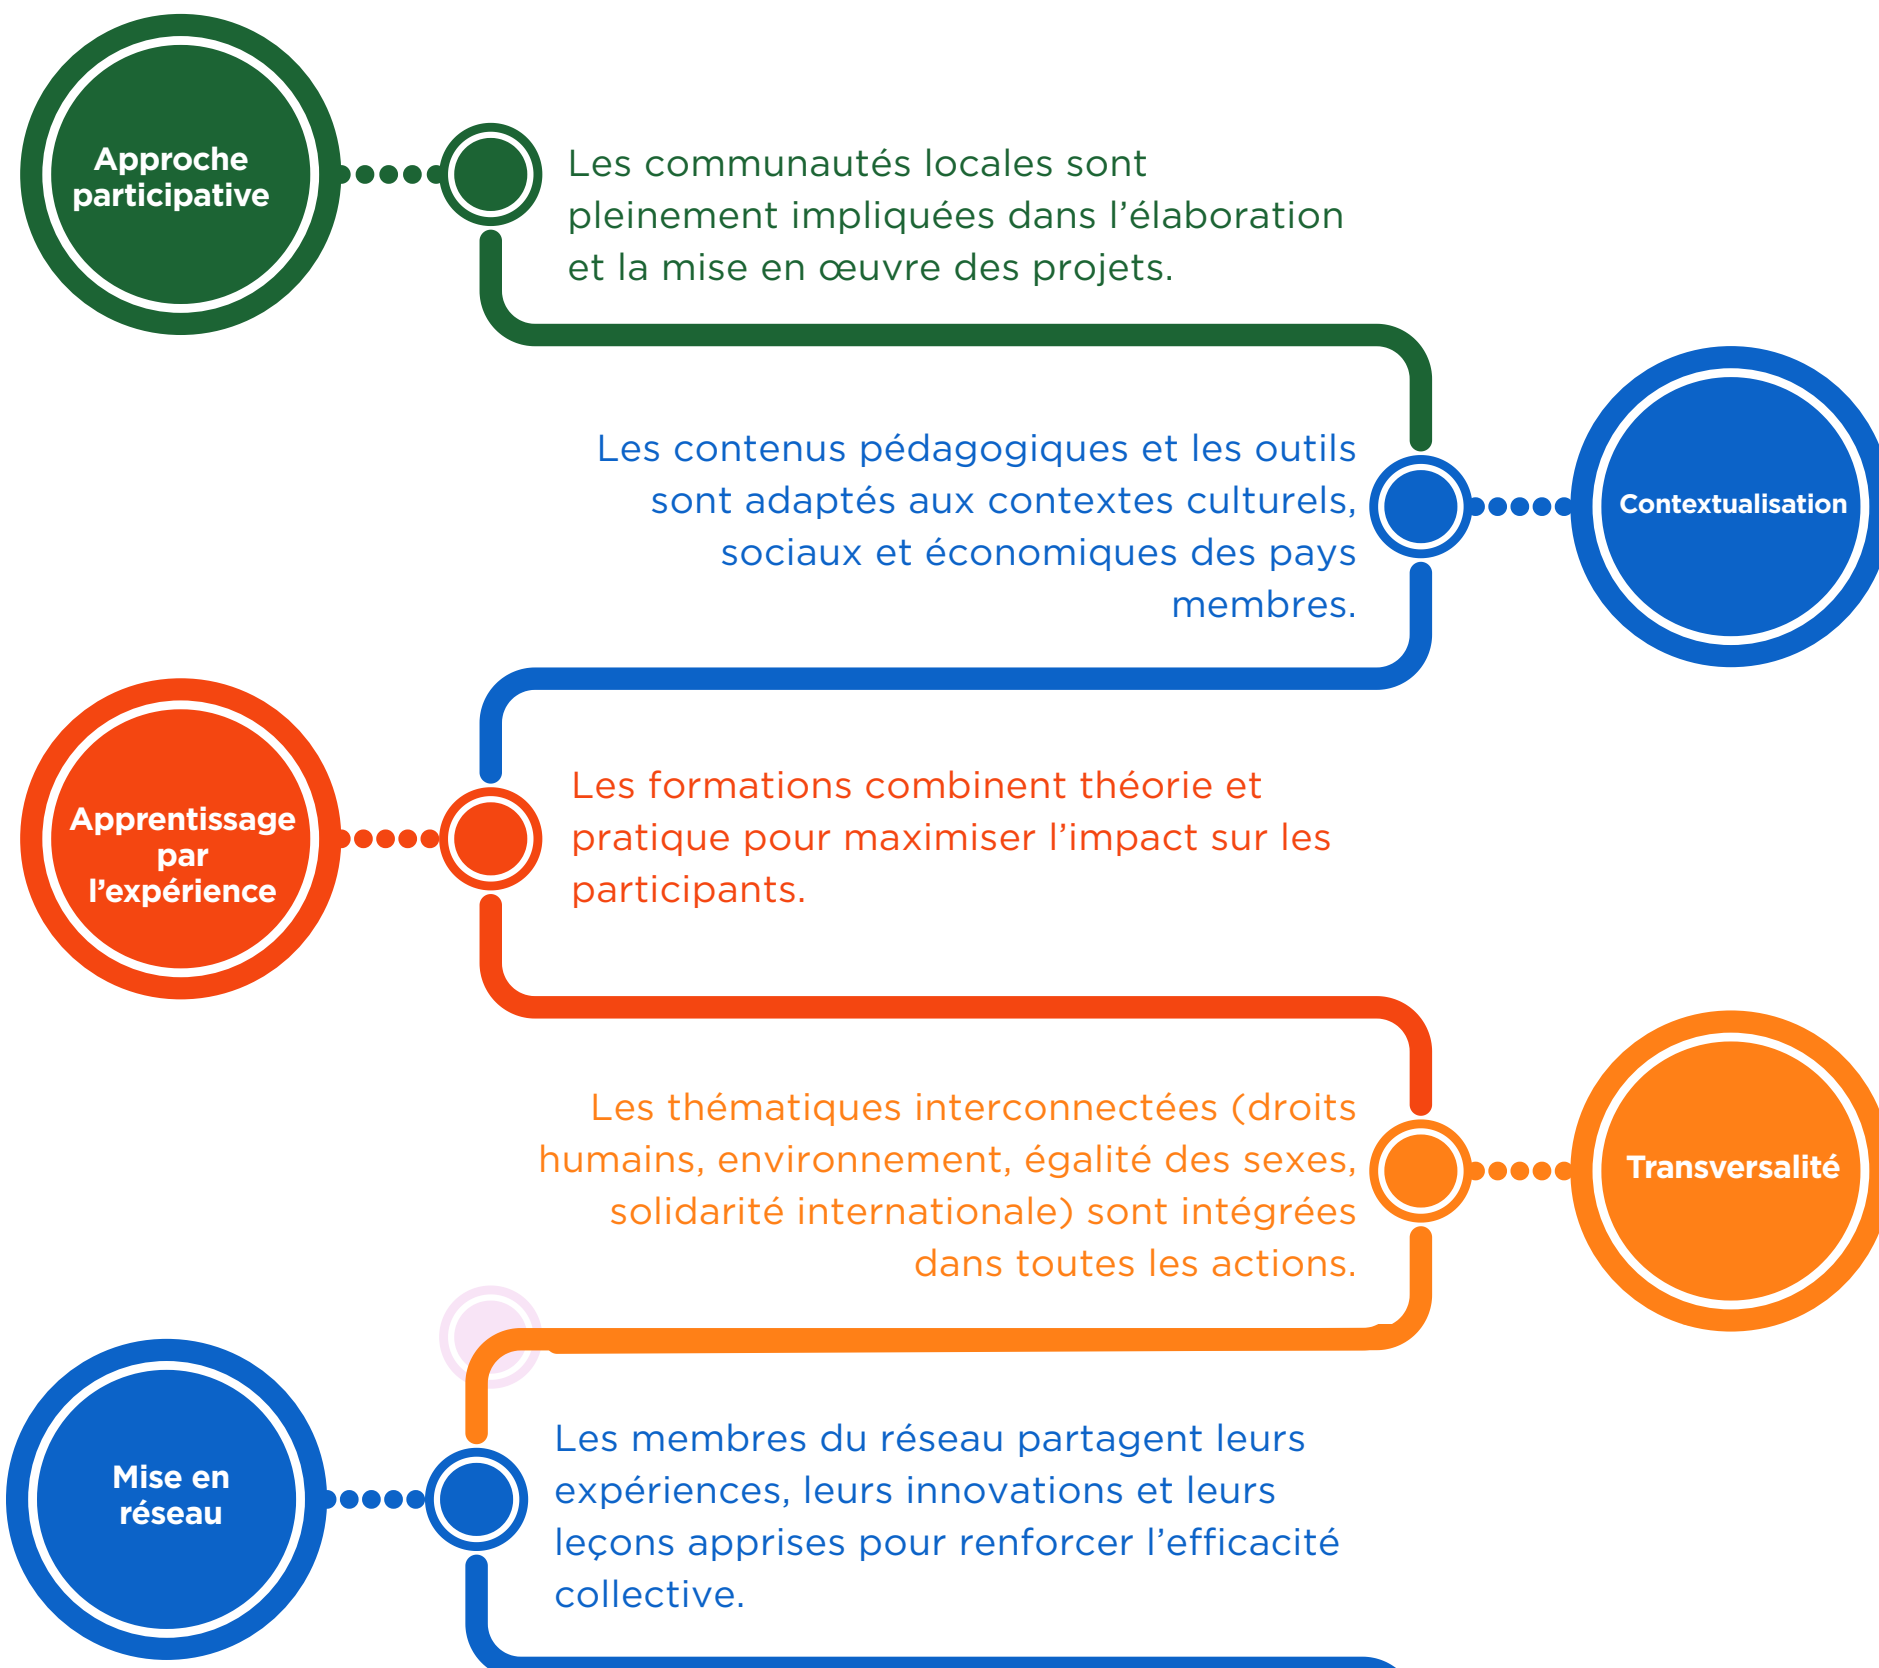 Approche
participative
Les communautés locales sont
pleinement impliquées dans l’élaboration
et la mise en œuvre des projets.
Les contenus pédagogiques et les outils
sont adaptés aux contextes culturels,
sociaux et économiques des pays
membres.
Contextualisation
Apprentissage
par
l’expérience
Les formations combinent théorie et
pratique pour maximiser l’impact sur les
participants.
Les thématiques interconnectées (droits
humains, environnement, égalité des sexes,
solidarité internationale) sont intégrées
dans toutes les actions.
Transversalité
Mise en
réseau
Les membres du réseau partagent leurs
expériences, leurs innovations et leurs
leçons apprises pour renforcer l’efficacité
collective.